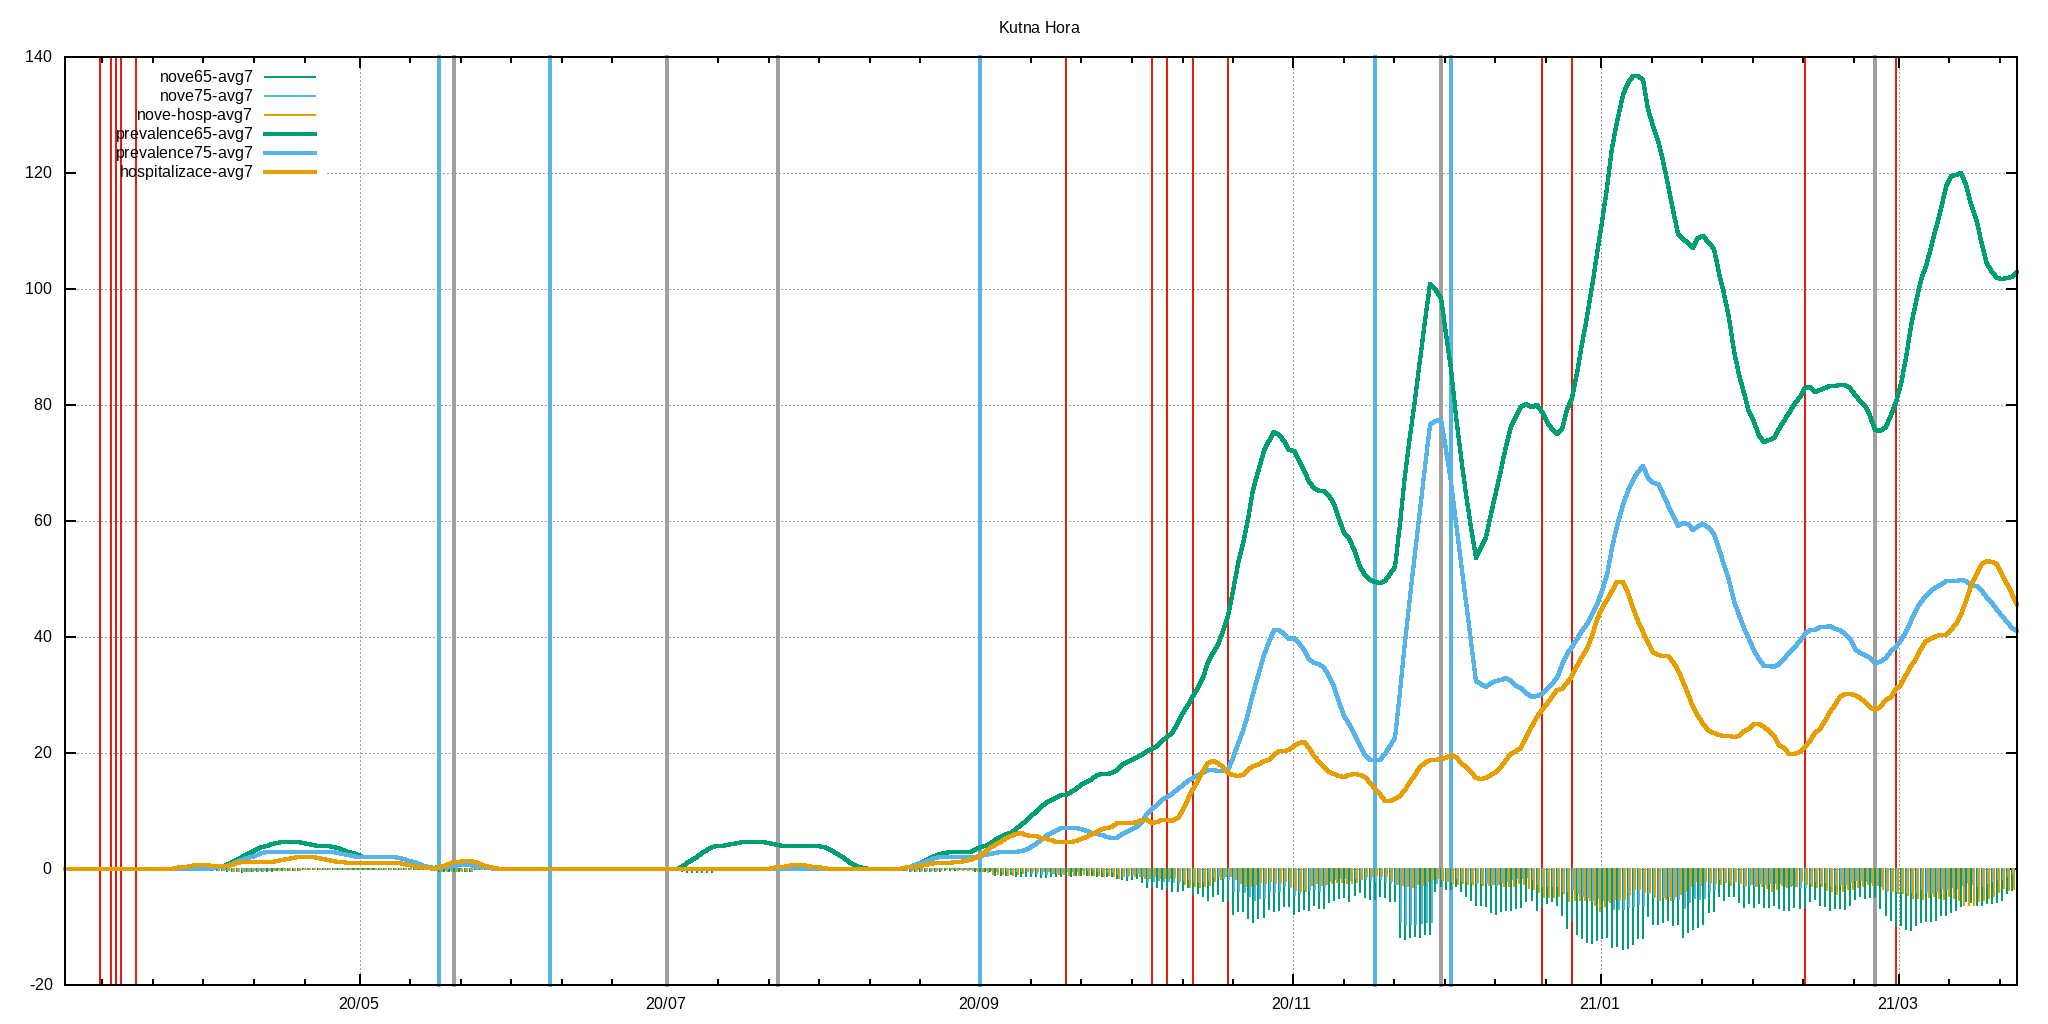 Kutna Hora
140
120
100
80
60
40
20
0
-20
nove65-avg7
nove75-avg7
nove-hosp-avg7
prevalence65-avg7
prevalence75-avg7
hospitalizace-avg7
20/05
20/07
20/09
20/11
21/01
21/03